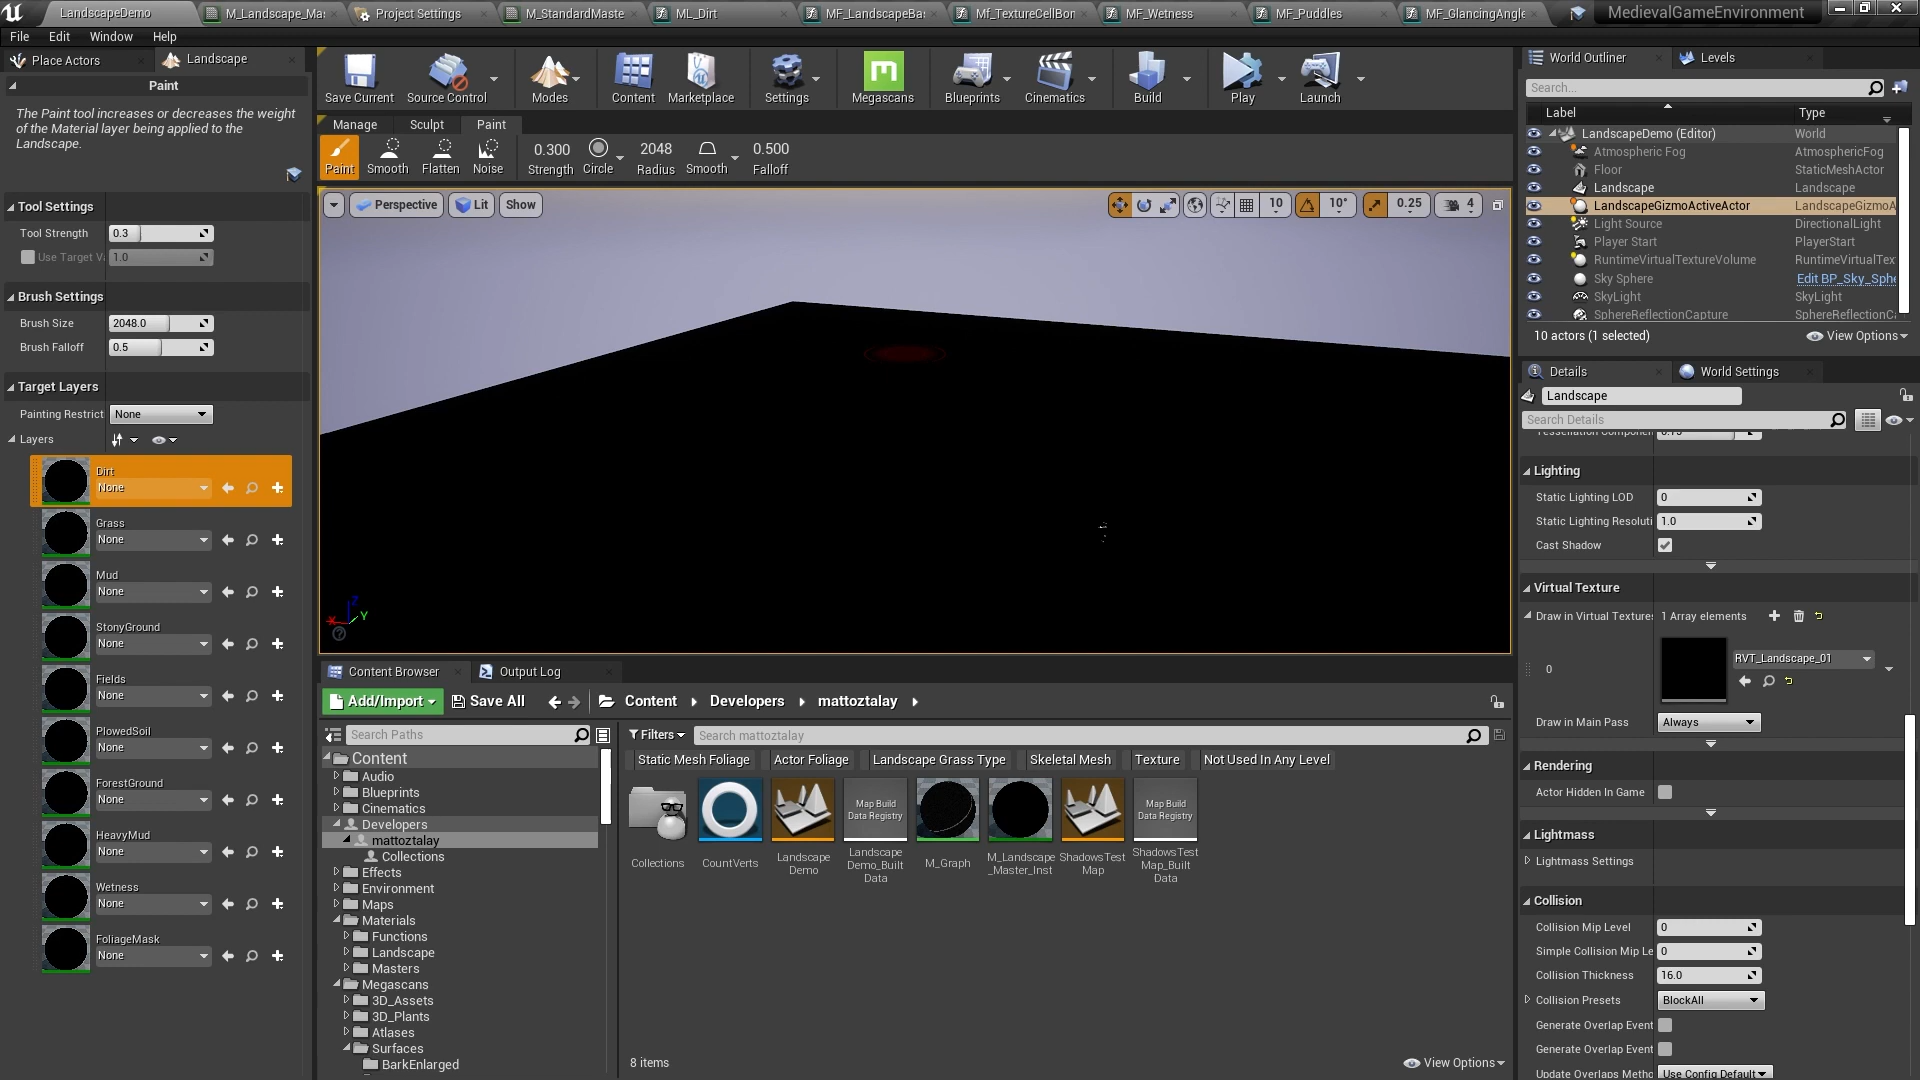 LandscapeDemo
M_Landscape_Mas
Project Settings
M_StandardMaste
ML_Dirt
MF_LandscapeBas
Mf_TextureCellBon
MF_Wetness
MF_Puddles
MF_GlancingAngle
MedievalGameEnvironment
File Edit Window Help
Place Actors
Landscape
Paint
The Paint tool increases or decreases the weight
of the Material layer being applied to the
Landscape.
Tool Settings
Tool Strength 0.3
Use Target V 1.0
Brush Settings
Brush Size 2048.0
Brush Falloff 0.5
Target Layers
Painting Restrict None
Layers
Dirt
None
Grass
None
Mud
None
StonyGround
None
Fields
None
PlowedSoil
None
ForestGround
None
HeavyMud
None
Wetness
None
FoliageMask
None
Save Current
Source Control
Modes
Content
Marketplace
Settings
Megascans
Blueprints
Cinematics
Build
Play
Launch
Manage Sculpt Paint
Paint Smooth Flatten Noise
0.300
Strength
Circle
2048
Radius
Smooth
0.500
Falloff
Perspective Lit Show
10 10° 0.25 4
X Y Z
Content Browser
Output Log
Add/Import Save All
Content Developers mattoztalay
Search Paths
Content
Audio
Blueprints
Cinematics
Developers
mattoztalay
Collections
Effects
Environment
Maps
Materials
Functions
Landscape
Masters
Megascans
3D_Assets
3D_Plants
Atlases
Surfaces
BarkEnlarged
Filters Search mattoztalay
Static Mesh Foliage Actor Foliage Landscape Grass Type Skeletal Mesh Texture Not Used In Any Level
Collections
CountVerts
Landscape
Demo
Map Build
Data Registry
Landscape
Demo_Built
Data
M_Graph
M_Landscape
_Master_Inst
ShadowsTest
Map
Map Build
Data Registry
ShadowsTest
Map_Built
Data
8 items
View Options
World Outliner
Levels
Search...
Label Type
LandscapeDemo (Editor) World
Atmospheric Fog AtmosphericFog
Floor StaticMeshActor
Landscape Landscape
LandscapeGizmoActiveActor LandscapeGizmoA
Light Source DirectionalLight
Player Start PlayerStart
RuntimeVirtualTextureVolume RuntimeVirtualTex
Sky Sphere Edit BP_Sky_Sphe
SkyLight SkyLight
SphereReflectionCapture SphereReflectionC
10 actors (1 selected)
View Options
Details
World Settings
Landscape
Search Details
Lighting
Static Lighting LOD 0
Static Lighting Resoluti 1.0
Cast Shadow
Virtual Texture
Draw in Virtual Textures 1 Array elements
0
RVT_Landscape_01
Draw in Main Pass Always
Rendering
Actor Hidden In Game
Lightmass
Lightmass Settings
Collision
Collision Mip Level 0
Simple Collision Mip Le 0
Collision Thickness 16.0
Collision Presets BlockAll
Generate Overlap Event
Generate Overlap Event
Update Overlaps Metho Use Config Default